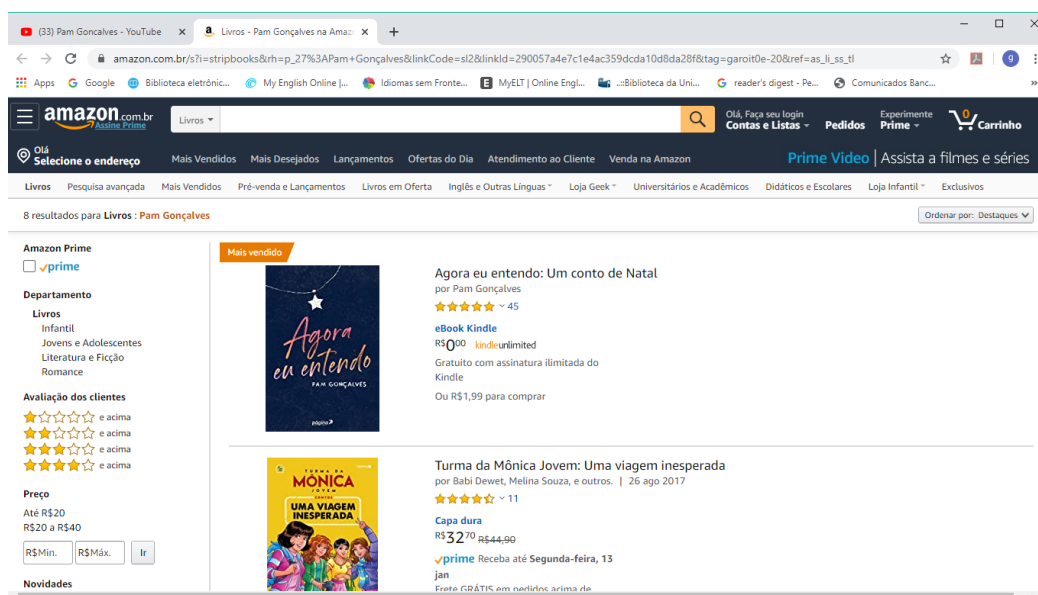 (33) Pam Goncalves - YouTube
Livros - Pam Gonçalves na Amaz
amazon.com.br/s?i=stripbooks&rh=p_27%3APam+Gonçalves&linkCode=sl2&linkId=290057a4e7c1e4ac359dcda10d8da28f&tag=garoit0e-20&ref=as_li_ss_tl
g
Apps Google Biblioteca eletrônic... My English Online |... Idiomas sem Fronte... MyELT | Online Engl... ..::Biblioteca da Uni... reader's digest - Pe... Comunicados Banc... »
amazon.com.br
Assine Prime
Livros
Olá, Faça seu login
Contas e Listas
Pedidos
Experimente
Prime
0
Carrinho
Olá
Selecione o endereço
Mais Vendidos Mais Desejados Lançamentos Ofertas do Dia Atendimento ao Cliente Venda na Amazon
Prime Video | Assista a filmes e séries
Livros Pesquisa avançada Mais Vendidos Pré-venda e Lançamentos Livros em Oferta Inglês e Outras Línguas Loja Geek Universitários e Acadêmicos Didáticos e Escolares Loja Infantil Exclusivos
8 resultados para Livros : Pam Gonçalves
Ordenar por: Destaques
Amazon Prime
prime
Departamento
Livros
Infantil
Jovens e Adolescentes
Literatura e Ficção
Romance
Avaliação dos clientes
e acima
e acima
e acima
e acima
Preço
Até R$20
R$20 a R$40
R$Min. R$Máx. Ir
Novidades
Mais vendido
Agora
eu entendo
PAM GONÇALVES
página
Agora eu entendo: Um conto de Natal
por Pam Gonçalves
45
eBook Kindle
R$000 kindleunlimited
Gratuito com assinatura ilimitada do
Kindle
Ou R$1,99 para comprar
TURMA DA
MÔNICA
JOVEM
CONTOS
UMA VIAGEM
INESPERADA
Turma da Mônica Jovem: Uma viagem inesperada
por Babi Dewet, Melina Souza, e outros. | 26 ago 2017
11
Capa dura
R$3270 R$44,90
prime Receba até Segunda-feira, 13
jan
Frete GRÁTIS em pedidos acima de